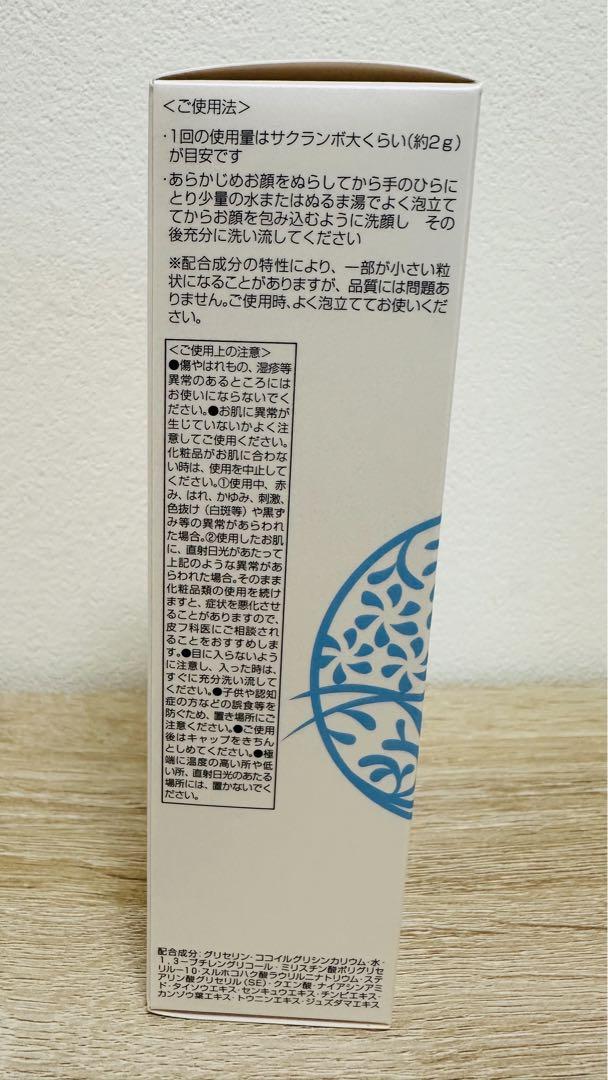 ＜ご使用法＞
・1回の使用量はサクランボ大くらい（約2ｇ）
が目安です
・あらかじめお顔をぬらしてから手のひらに
とり少量の水またはぬるま湯でよく泡立て
てからお顔を包み込むように洗顔し　その
後充分に洗い流してください
※配合成分の特性により、一部が小さい粒
状になることがありますが、品質には問題あ
りません。ご使用時、よく泡立ててお使いくだ
さい。
＜ご使用上の注意＞
●傷やはれもの、湿疹等
異常のあるところには
お使いにならないでく
ださい。●お肌に異常が
生じていないかよく注
意してご使用ください。
化粧品がお肌に合わな
い時は、使用を中止して
ください。①使用中、赤
み、はれ、かゆみ、刺激、
色抜け（白斑等）や黒ず
み等の異常があらわれ
た場合。②使用したお肌
に、直射日光があたって
上記のような異常があ
らわれた場合。そのまま
化粧品類の使用を続け
ますと、症状を悪化させ
ることがありますので、
皮フ科医にご相談され
ることをおすすめしま
す。●目に入らないよう
に注意し、入った時は、
すぐに充分洗い流して
ください。●子供や認知
症の方などの誤食等を
防ぐため、置き場所にご
注意ください。●ご使用
後はキャップをきちん
としめてください。●極
端に温度の高い所や低
い所、直射日光のあたる
場所には、置かないでく
ださい。
配合成分：グリセリン・ココイルグリシンカリウム・水・
1,3－ブチレングリコール・ミリスチン酸ポリグリセ
リル－10・スルホコハク酸ラウリルニナトリウム・ステ
アリン酸グリセリル（SE）・クエン酸・ナイアシンアミ
ド・タイソウエキス・センキュウエキス・チンピエキス・
カンゾウ葉エキス・トウニンエキス・ジュズダマエキス